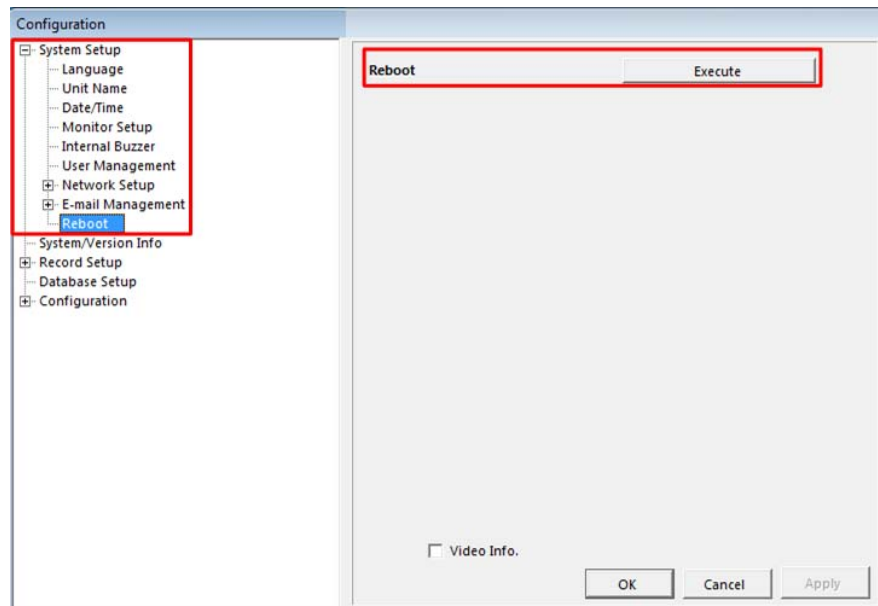 Configuration
System Setup
Language
Unit Name
Date/Time
Monitor Setup
Internal Buzzer
User Management
Network Setup
E-mail Management
Reboot
System/Version Info
Record Setup
Database Setup
Configuration
Reboot Execute
Video Info.
OK Cancel Apply